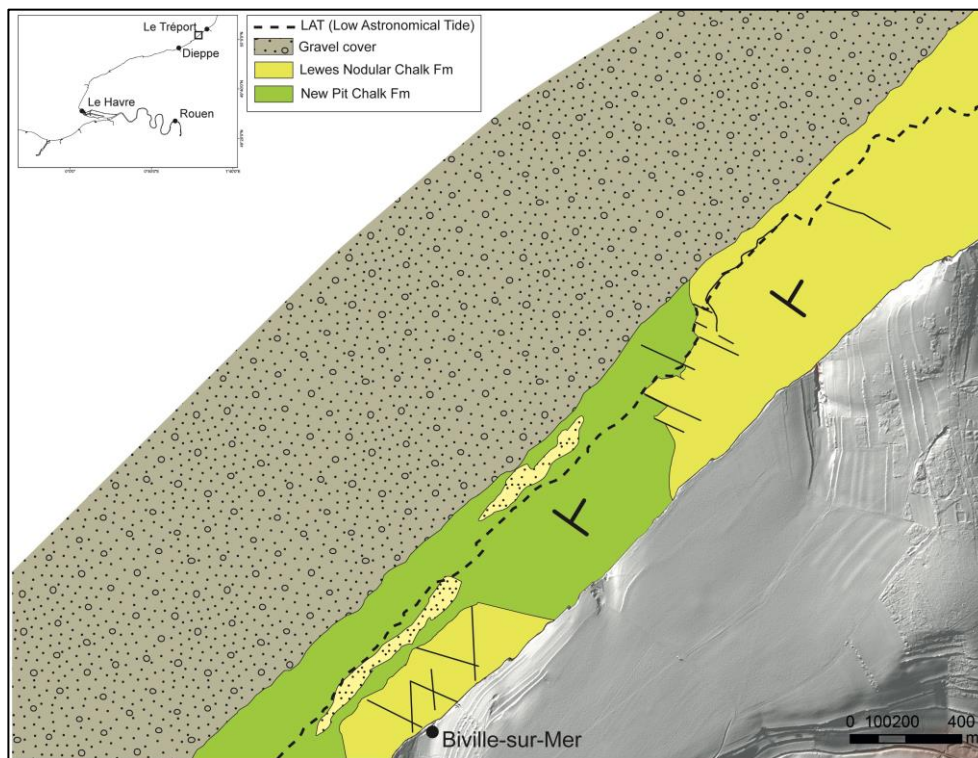 Le Tréport
Dieppe
Le Havre
Rouen
LAT (Low Astronomical Tide)
Gravel cover
Lewes Nodular Chalk Fm
New Pit Chalk Fm
Biville-sur-Mer
0 100200 400
m